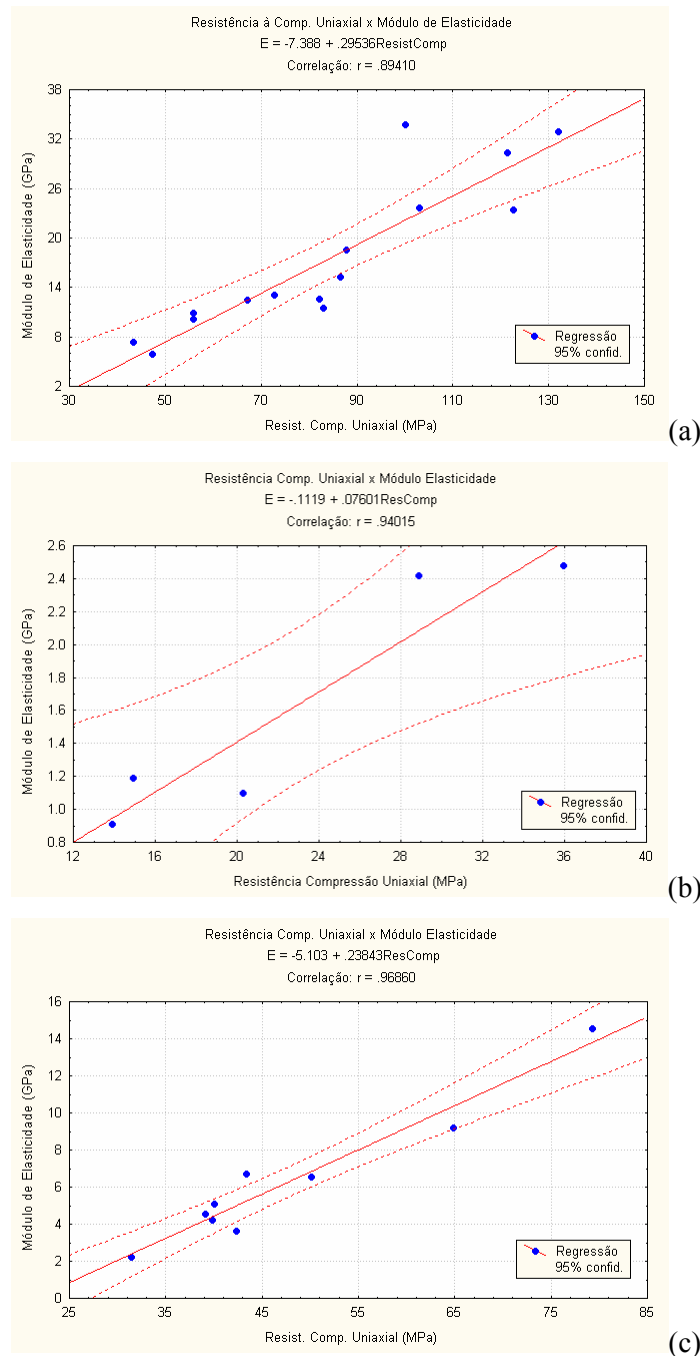 Resistência à Comp. Uniaxial x Módulo de Elasticidade
E = -7.388 + .29536ResistComp
Correlação: r = .89410
Módulo de Elasticidade (GPa)
38
32
26
20
14
8
2
30
50
70
90
110
130
150
Regressão
95% confid.
Resist. Comp. Uniaxial (MPa)
(a)
Resistência Comp. Uniaxial x Módulo Elasticidade
E = -.1119 + .07601ResComp
Correlação: r = .94015
Módulo de Elasticidade (GPa)
2.6
2.4
2.2
2.0
1.8
1.6
1.4
1.2
1.0
0.8
12
16
20
24
28
32
36
40
Regressão
95% confid.
Resistência Compressão Uniaxial (MPa)
(b)
Resistência Comp. Uniaxial x Módulo Elasticidade
E = -5.103 + .23843ResComp
Correlação: r = .96860
Módulo de Elasticidade (GPa)
16
14
12
10
8
6
4
2
0
25
35
45
55
65
75
85
Regressão
95% confid.
Resist. Comp. Uniaxial (MPa)
(c)